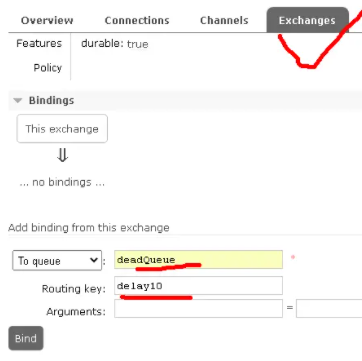 Overview Connections Channels Exchanges
Features durable: true
Policy
Bindings
This exchange
⇓
... no bindings ...
Add binding from this exchange
To queue : deadQueue *
Routing key: delay10
Arguments: =
Bind